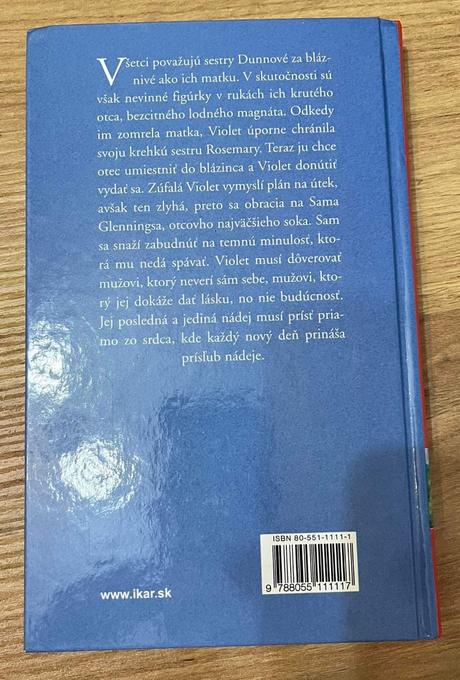 Všetci považujú sestry Dunnové za bláz-
nivé ako ich matku. V skutočnosti sú
však nevinné figúrky v rukách ich krutého
otca, bezcitného lodného magnáta. Odkedy
im zomrela matka, Violet úporne chránila
svoju krehkú sestru Rosemary. Teraz ju chce
otec umiestniť do blázinca a Violet donútiť
vydať sa. Zúfalá Violet vymyslí plán na útek,
avšak ten zlyhá, preto sa obracia na Sama
Glenningsa, otcovho najväčšieho soka. Sam
sa snaží zabudnúť na temnú minulosť, kto-
rá mu nedá spávať. Violet musí dôverovať
mužovi, ktorý neverí sám sebe, mužovi, kto-
rý jej dokáže dať lásku, no nie budúcnosť.
Jej posledná a jediná nádej musí prísť pria-
mo zo srdca, kde každý nový deň prináša
prísľub nádeje.
ISBN 80-551-1111-1
9 788055 111117
www.ikar.sk